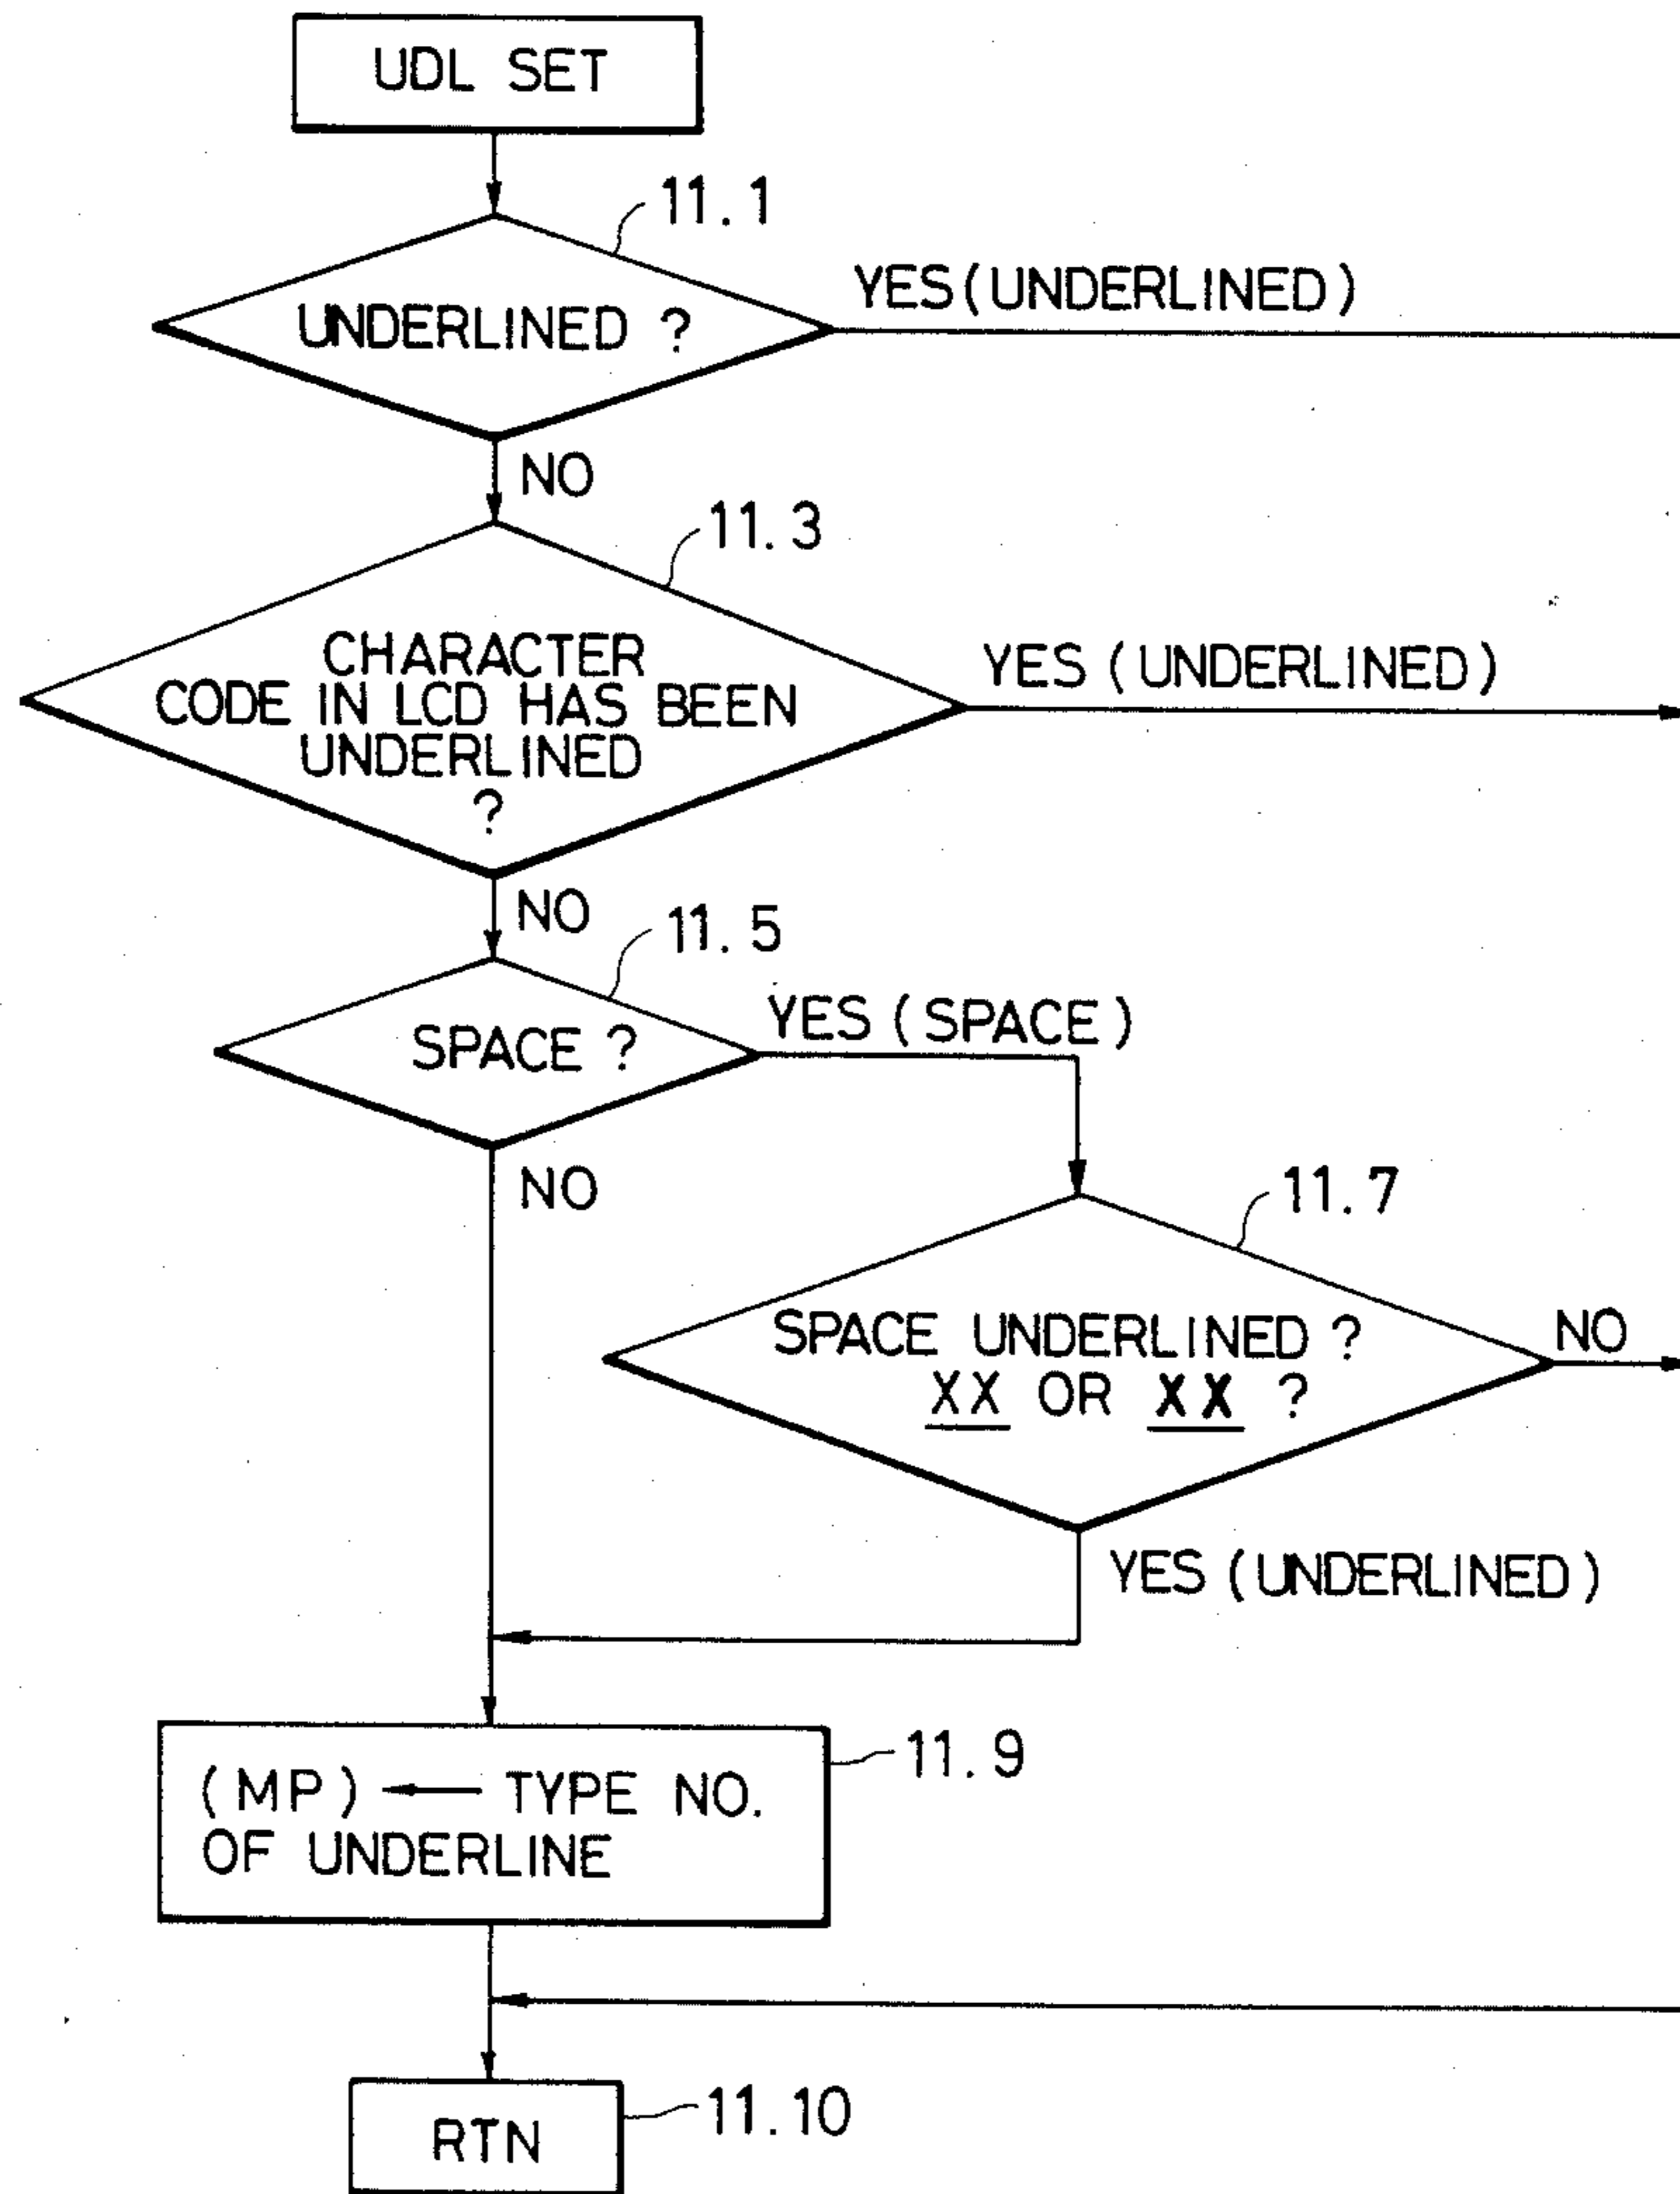 UDL SET
11.1
YES (UNDERLINED)
UNDERLINED ?
NO
11.3
CHARACTER
CODE IN LCD HAS BEEN
UNDERLINED
?
YES (UNDERLINED)
NO
11.5
YES (SPACE)
SPACE ?
NO
11.7
SPACE UNDERLINED ?
XX OR XX ?
NO
YES (UNDERLINED)
11.9
(MP) ← TYPE NO.
OF UNDERLINE
RTN
11.10